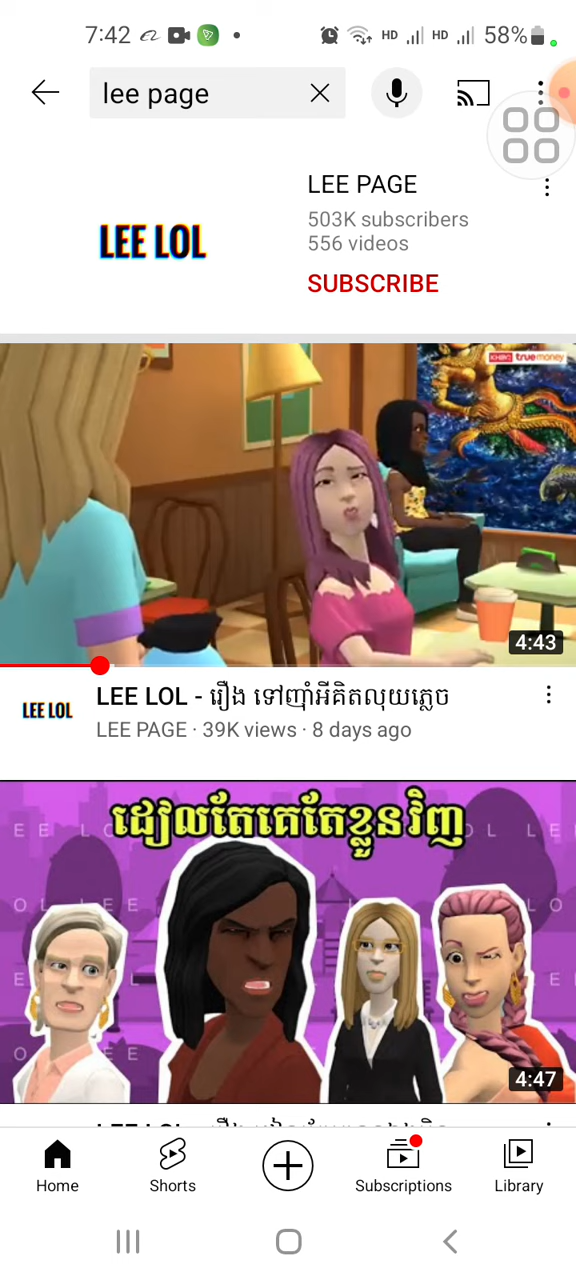 7:42
HD HD 58%
lee page
LEE LOL
LEE PAGE
503K subscribers
556 videos
SUBSCRIBE
truemoney
4:43
LEE LOL
LEE LOL - រឿង ទៅញ៉ាំអីគិតលុយភ្លេច
LEE PAGE · 39K views · 8 days ago
ដៀលតែគេតែខ្លួនវិញ
4:47
Home
Shorts
Subscriptions
Library